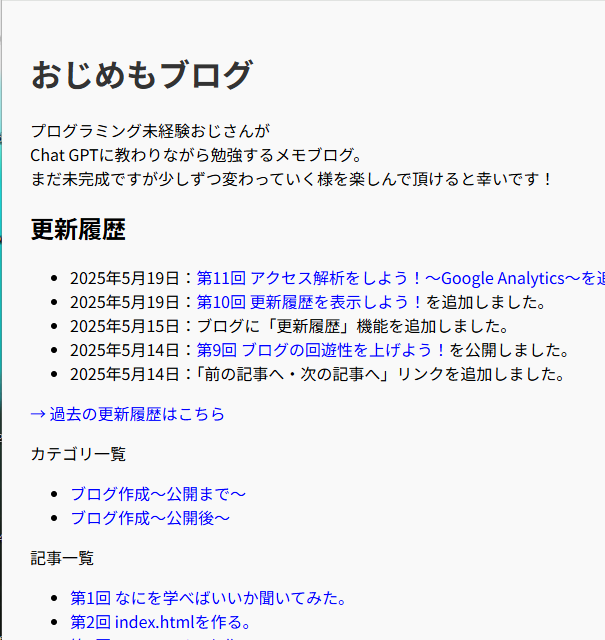 おじめもブログ
プログラミング未経験おじさんが
Chat GPTに教わりながら勉強するメモブログ。
まだ未完成ですが少しずつ変わっていく様を楽しんで頂けると幸いです！
更新履歴
2025年5月19日：第11回 アクセス解析をしよう！～Google Analytics～を
2025年5月19日：第10回 更新履歴を表示しよう！を追加しました。
2025年5月15日：ブログに「更新履歴」機能を追加しました。
2025年5月14日：第9回 ブログの回遊性を上げよう！を公開しました。
2025年5月14日：「前の記事へ・次の記事へ」リンクを追加しました。
→ 過去の更新履歴はこちら
カテゴリ一覧
ブログ作成～公開まで～
ブログ作成～公開後～
記事一覧
第1回 なにを学べばいいか聞いてみた。
第2回 index.htmlを作る。